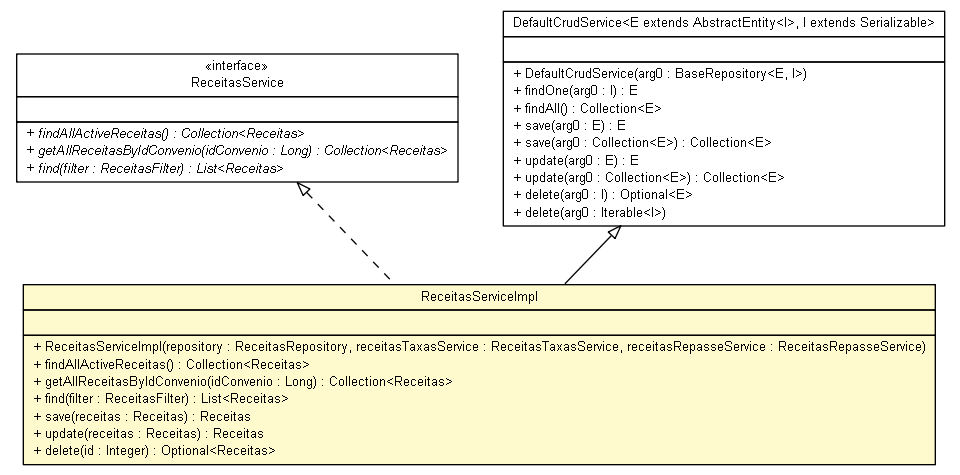 «interface»
ReceitasService
+ findAllActiveReceitas() : Collection<Receitas>
+ getAllReceitasByIdConvenio(idConvenio : Long) : Collection<Receitas>
+ find(filter : ReceitasFilter) : List<Receitas>
DefaultCrudService<E extends AbstractEntity<I>, I extends Serializable>
+ DefaultCrudService(arg0 : BaseRepository<E, I>)
+ findOne(arg0 : I) : E
+ findAll() : Collection<E>
+ save(arg0 : E) : E
+ save(arg0 : Collection<E>) : Collection<E>
+ update(arg0 : E) : E
+ update(arg0 : Collection<E>) : Collection<E>
+ delete(arg0 : I) : Optional<E>
+ delete(arg0 : Iterable<I>)
ReceitasServiceImpl
+ ReceitasServiceImpl(repository : ReceitasRepository, receitasTaxasService : ReceitasTaxasService, receitasRepasseService : ReceitasRepasseService)
+ findAllActiveReceitas() : Collection<Receitas>
+ getAllReceitasByIdConvenio(idConvenio : Long) : Collection<Receitas>
+ find(filter : ReceitasFilter) : List<Receitas>
+ save(receitas : Receitas) : Receitas
+ update(receitas : Receitas) : Receitas
+ delete(id : Integer) : Optional<Receitas>